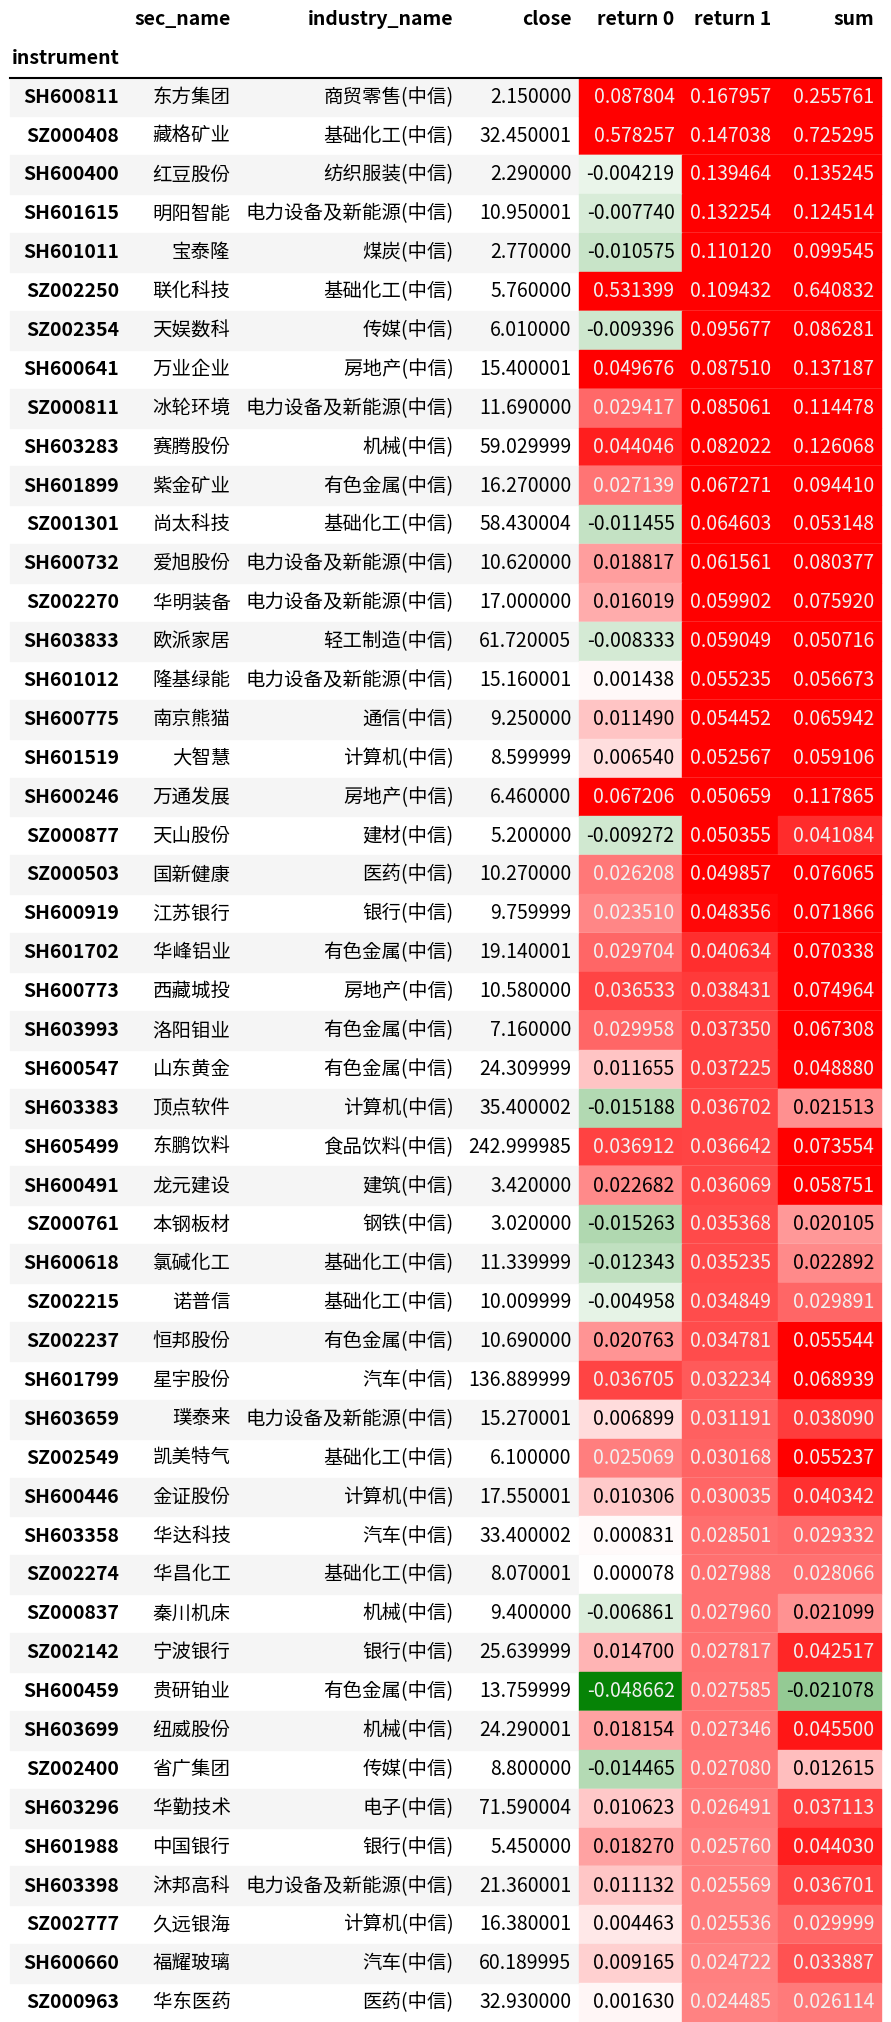 sec_name industry_name close return 0 return 1 sum
instrument
SH600811 东方集团 商贸零售(中信) 2.150000 0.087804 0.167957 0.255761
SZ000408 藏格矿业 基础化工(中信) 32.450001 0.578257 0.147038 0.725295
SH600400 红豆股份 纺织服装(中信) 2.290000 -0.004219 0.139464 0.135245
SH601615 明阳智能 电力设备及新能源(中信) 10.950001 -0.007740 0.132254 0.124514
SH601011 宝泰隆 煤炭(中信) 2.770000 -0.010575 0.110120 0.099545
SZ002250 联化科技 基础化工(中信) 5.760000 0.531399 0.109432 0.640832
SZ002354 天娱数科 传媒(中信) 6.010000 -0.009396 0.095677 0.086281
SH600641 万业企业 房地产(中信) 15.400001 0.049676 0.087510 0.137187
SZ000811 冰轮环境 电力设备及新能源(中信) 11.690000 0.029417 0.085061 0.114478
SH603283 赛腾股份 机械(中信) 59.029999 0.044046 0.082022 0.126068
SH601899 紫金矿业 有色金属(中信) 16.270000 0.027139 0.067271 0.094410
SZ001301 尚太科技 基础化工(中信) 58.430004 -0.011455 0.064603 0.053148
SH600732 爱旭股份 电力设备及新能源(中信) 10.620000 0.018817 0.061561 0.080377
SZ002270 华明装备 电力设备及新能源(中信) 17.000000 0.016019 0.059902 0.075920
SH603833 欧派家居 轻工制造(中信) 61.720005 -0.008333 0.059049 0.050716
SH601012 隆基绿能 电力设备及新能源(中信) 15.160001 0.001438 0.055235 0.056673
SH600775 南京熊猫 通信(中信) 9.250000 0.011490 0.054452 0.065942
SH601519 大智慧 计算机(中信) 8.599999 0.006540 0.052567 0.059106
SH600246 万通发展 房地产(中信) 6.460000 0.067206 0.050659 0.117865
SZ000877 天山股份 建材(中信) 5.200000 -0.009272 0.050355 0.041084
SZ000503 国新健康 医药(中信) 10.270000 0.026208 0.049857 0.076065
SH600919 江苏银行 银行(中信) 9.759999 0.023510 0.048356 0.071866
SH601702 华峰铝业 有色金属(中信) 19.140001 0.029704 0.040634 0.070338
SH600773 西藏城投 房地产(中信) 10.580000 0.036533 0.038431 0.074964
SH603993 洛阳钼业 有色金属(中信) 7.160000 0.029958 0.037350 0.067308
SH600547 山东黄金 有色金属(中信) 24.309999 0.011655 0.037225 0.048880
SH603383 顶点软件 计算机(中信) 35.400002 -0.015188 0.036702 0.021513
SH605499 东鹏饮料 食品饮料(中信) 242.999985 0.036912 0.036642 0.073554
SH600491 龙元建设 建筑(中信) 3.420000 0.022682 0.036069 0.058751
SZ000761 本钢板材 钢铁(中信) 3.020000 -0.015263 0.035368 0.020105
SH600618 氯碱化工 基础化工(中信) 11.339999 -0.012343 0.035235 0.022892
SZ002215 诺普信 基础化工(中信) 10.009999 -0.004958 0.034849 0.029891
SZ002237 恒邦股份 有色金属(中信) 10.690000 0.020763 0.034781 0.055544
SH601799 星宇股份 汽车(中信) 136.889999 0.036705 0.032234 0.068939
SH603659 璞泰来 电力设备及新能源(中信) 15.270001 0.006899 0.031191 0.038090
SZ002549 凯美特气 基础化工(中信) 6.100000 0.025069 0.030168 0.055237
SH600446 金证股份 计算机(中信) 17.550001 0.010306 0.030035 0.040342
SH603358 华达科技 汽车(中信) 33.400002 0.000831 0.028501 0.029332
SZ002274 华昌化工 基础化工(中信) 8.070001 0.000078 0.027988 0.028066
SZ000837 秦川机床 机械(中信) 9.400000 -0.006861 0.027960 0.021099
SZ002142 宁波银行 银行(中信) 25.639999 0.014700 0.027817 0.042517
SH600459 贵研铂业 有色金属(中信) 13.759999 -0.048662 0.027585 -0.021078
SH603699 纽威股份 机械(中信) 24.290001 0.018154 0.027346 0.045500
SZ002400 省广集团 传媒(中信) 8.800000 -0.014465 0.027080 0.012615
SH603296 华勤技术 电子(中信) 71.590004 0.010623 0.026491 0.037113
SH601988 中国银行 银行(中信) 5.450000 0.018270 0.025760 0.044030
SH603398 沐邦高科 电力设备及新能源(中信) 21.360001 0.011132 0.025569 0.036701
SZ002777 久远银海 计算机(中信) 16.380001 0.004463 0.025536 0.029999
SH600660 福耀玻璃 汽车(中信) 60.189995 0.009165 0.024722 0.033887
SZ000963 华东医药 医药(中信) 32.930000 0.001630 0.024485 0.026114